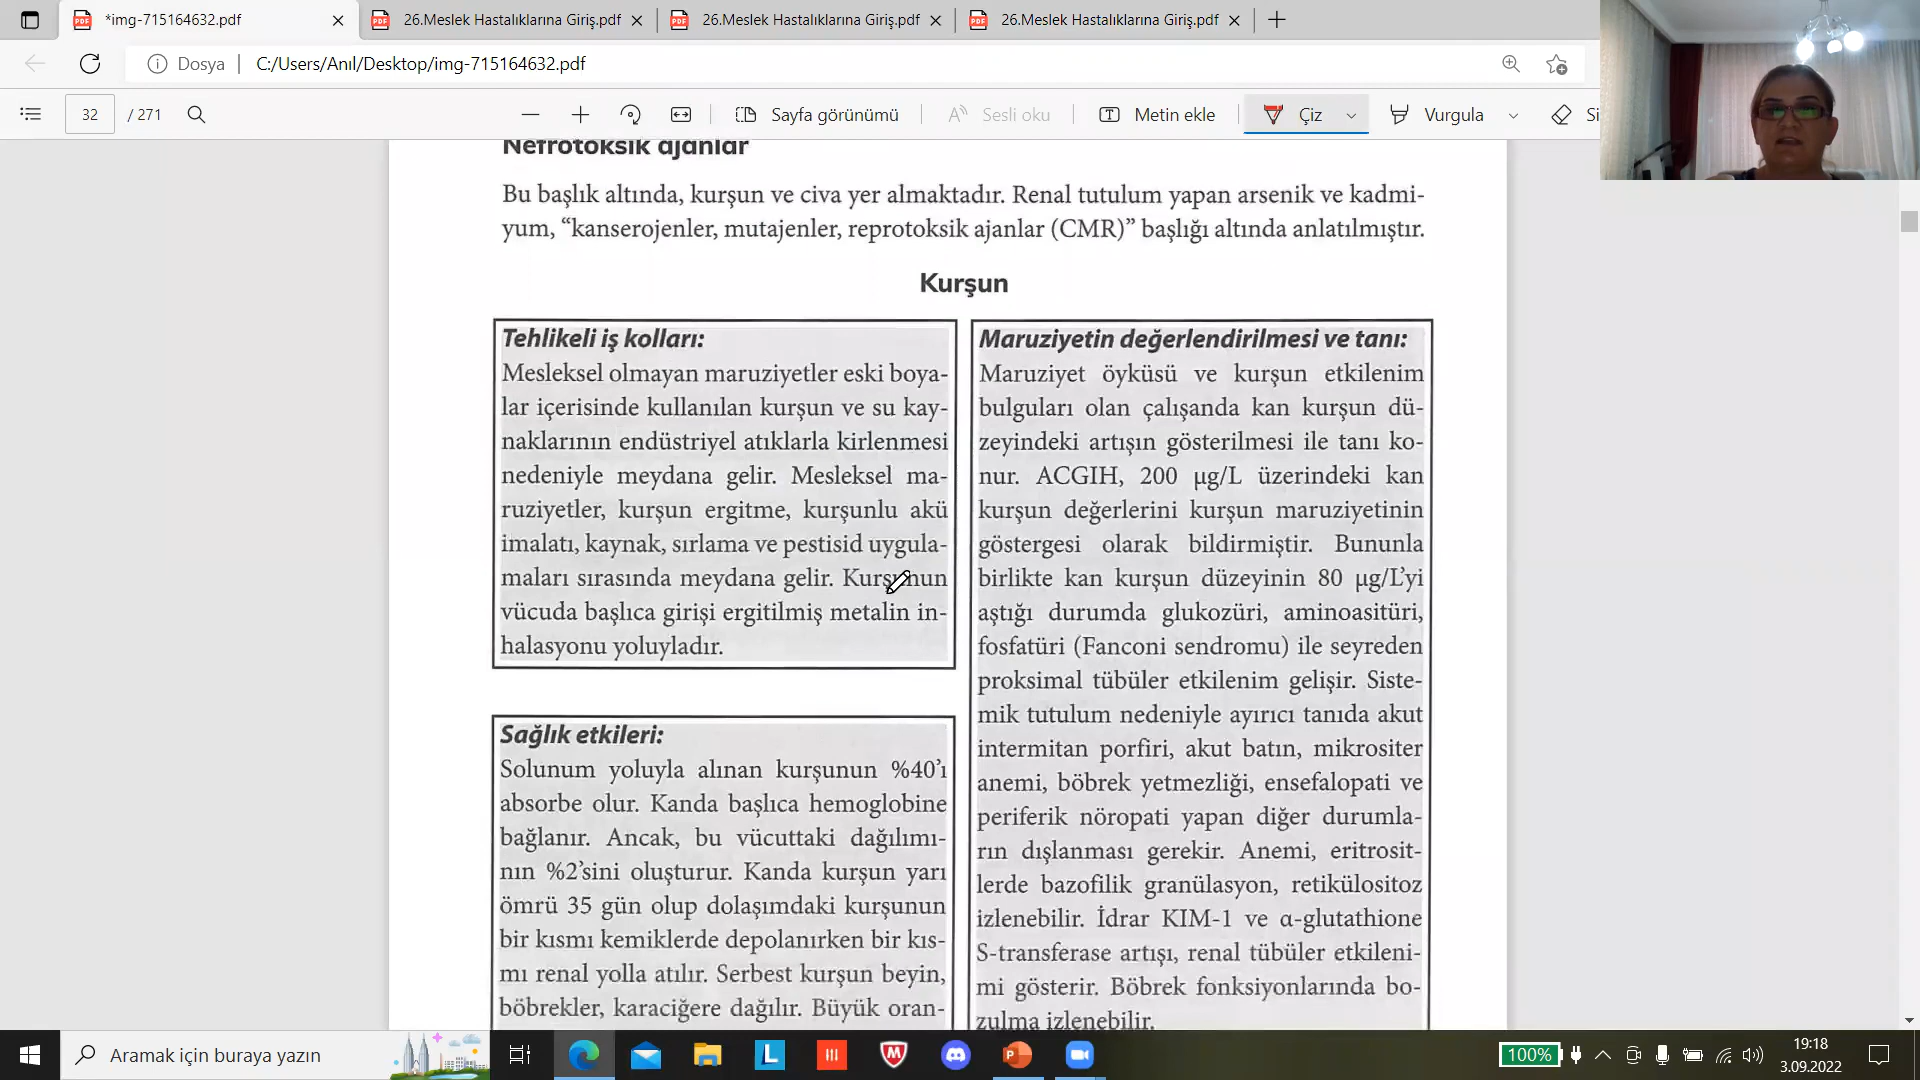 *img-715164632.pdf
26.Meslek Hastalıklarına Giriş.pdf
26.Meslek Hastalıklarına Giriş.pdf
26.Meslek Hastalıklarına Giriş.pdf
Dosya
C:/Users/Anıl/Desktop/img-715164632.pdf
32
/ 271
Sayfa görünümü
Sesli oku
Metin ekle
Çiz
Vurgula
Si
Nefrotoksik ajanlar
Bu başlık altında, kurşun ve civa yer almaktadır. Renal tutulum yapan arsenik ve kadmi-
yum, “kanserojenler, mutajenler, reprotoksik ajanlar (CMR)” başlığı altında anlatılmıştır.
Kurşun
Tehlikeli iş kolları:
Mesleksel olmayan maruziyetler eski boya-
lar içerisinde kullanılan kurşun ve su kay-
naklarının endüstriyel atıklarla kirlenmesi
nedeniyle meydana gelir. Mesleksel ma-
ruziyetler, kurşun ergitme, kurşunlu akü
imalatı, kaynak, sırlama ve pestisid uygula-
maları sırasında meydana gelir. Kurşunun
vücuda başlıca girişi ergitilmiş metalin in-
halasyonu yoluyladır.
Sağlık etkileri:
Solunum yoluyla alınan kurşunun %40’ı
absorbe olur. Kanda başlıca hemoglobine
bağlanır. Ancak, bu vücuttaki dağılımı-
nın %2’sini oluşturur. Kanda kurşun yarı
ömrü 35 gün olup dolaşımdaki kurşunun
bir kısmı kemiklerde depolanırken bir kıs-
mı renal yolla atılır. Serbest kurşun beyin,
böbrekler, karaciğere dağılır. Büyük oran-
Maruziyetin değerlendirilmesi ve tanı:
Maruziyet öyküsü ve kurşun etkilenim
bulguları olan çalışanda kan kurşun dü-
zeyindeki artışın gösterilmesi ile tanı ko-
nur. ACGIH, 200 µg/L üzerindeki kan
kurşun değerlerini kurşun maruziyetinin
göstergesi olarak bildirmiştir. Bununla
birlikte kan kurşun düzeyinin 80 µg/L’yi
aştığı durumda glukozüri, aminoasitüri,
fosfatüri (Fanconi sendromu) ile seyreden
proksimal tübüler etkilenim gelişir. Siste-
mik tutulum nedeniyle ayırıcı tanıda akut
intermitan porfiri, akut batın, mikrositer
anemi, böbrek yetmezliği, ensefalopati ve
periferik nöropati yapan diğer durumla-
rın dışlanması gerekir. Anemi, eritrosit-
lerde bazofilik granülasyon, retikülositoz
izlenebilir. İdrar KIM-1 ve α-glutathione
S-transferase artışı, renal tübüler etkileni-
mi gösterir. Böbrek fonksiyonlarında bo-
zulma izlenebilir.
Aramak için buraya yazın
L
100%
19:18
3.09.2022